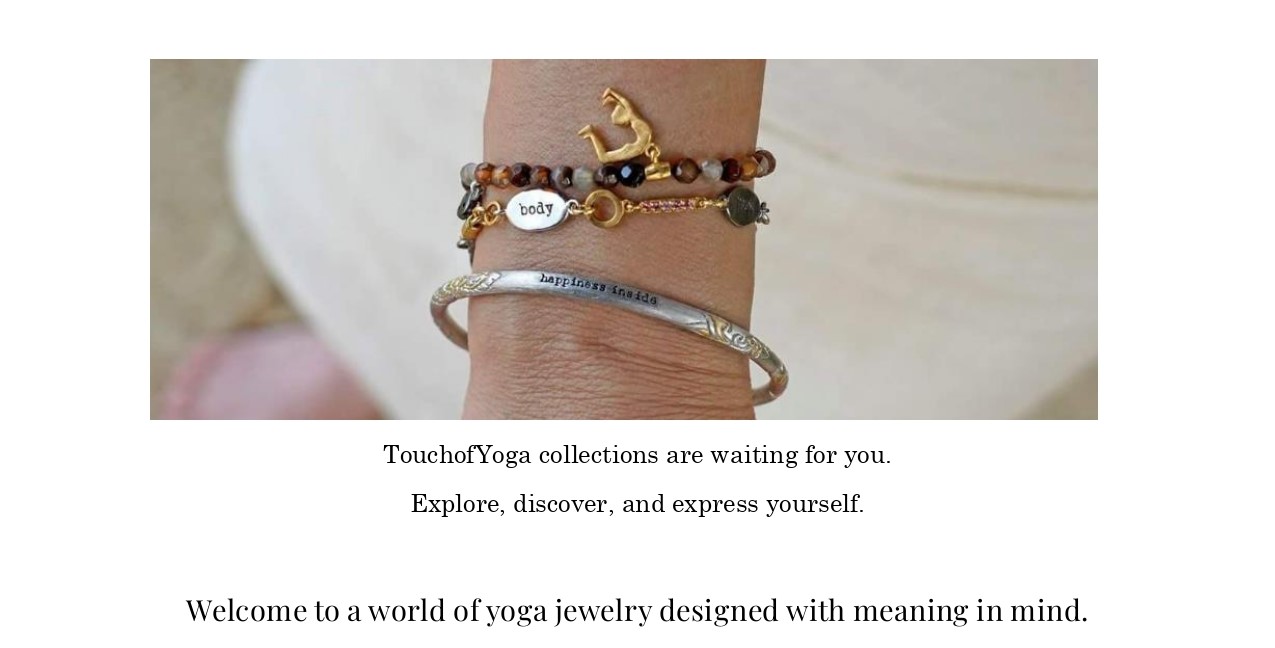 body
happiness inside
TouchofYoga collections are waiting for you.
Explore, discover, and express yourself.
Welcome to a world of yoga jewelry designed with meaning in mind.